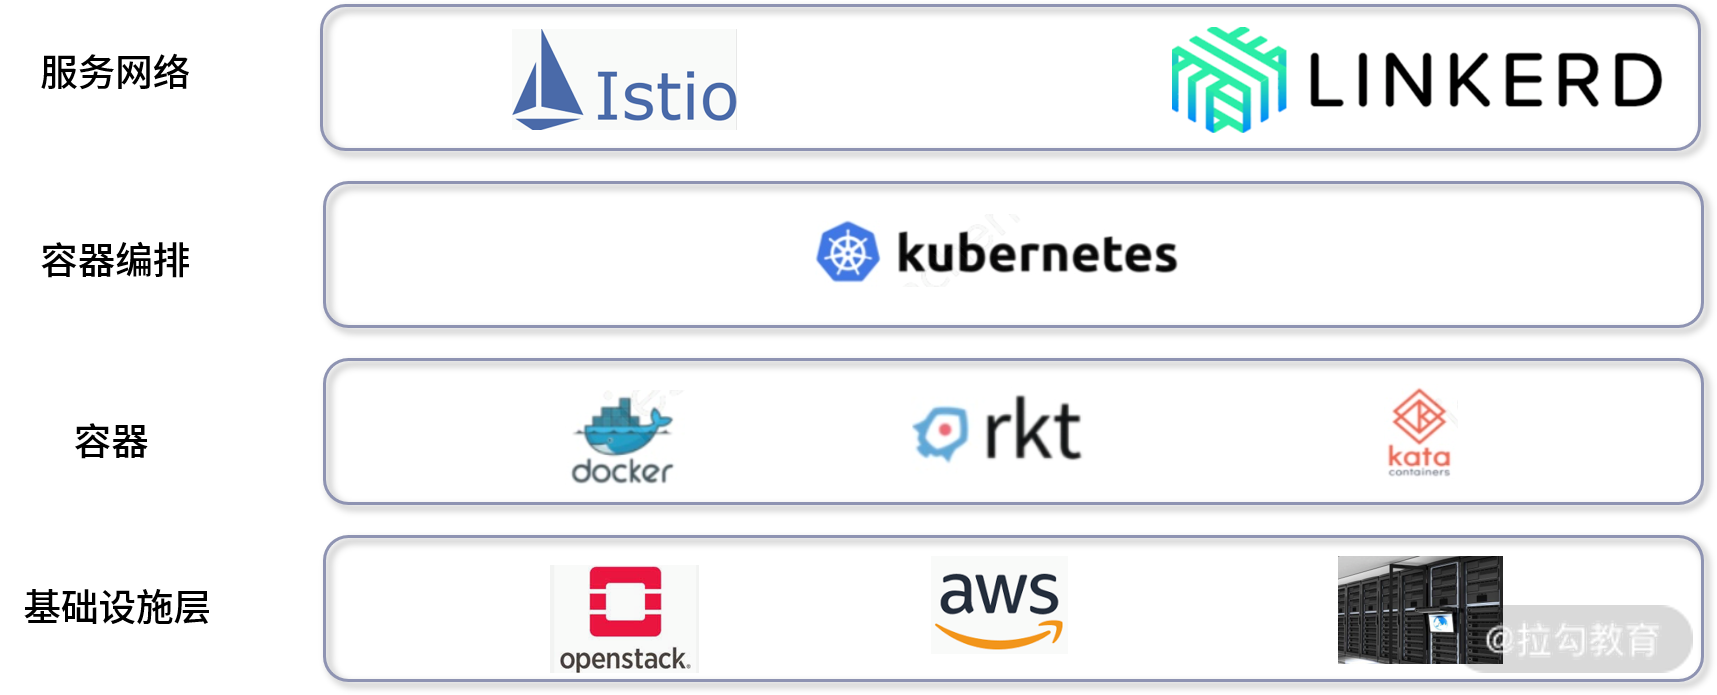 服务网络
Istio
LINKERD
容器编排
kubernetes
容器
docker
rkt
kata
containers
基础设施层
openstack.
aws
@拉勾教育